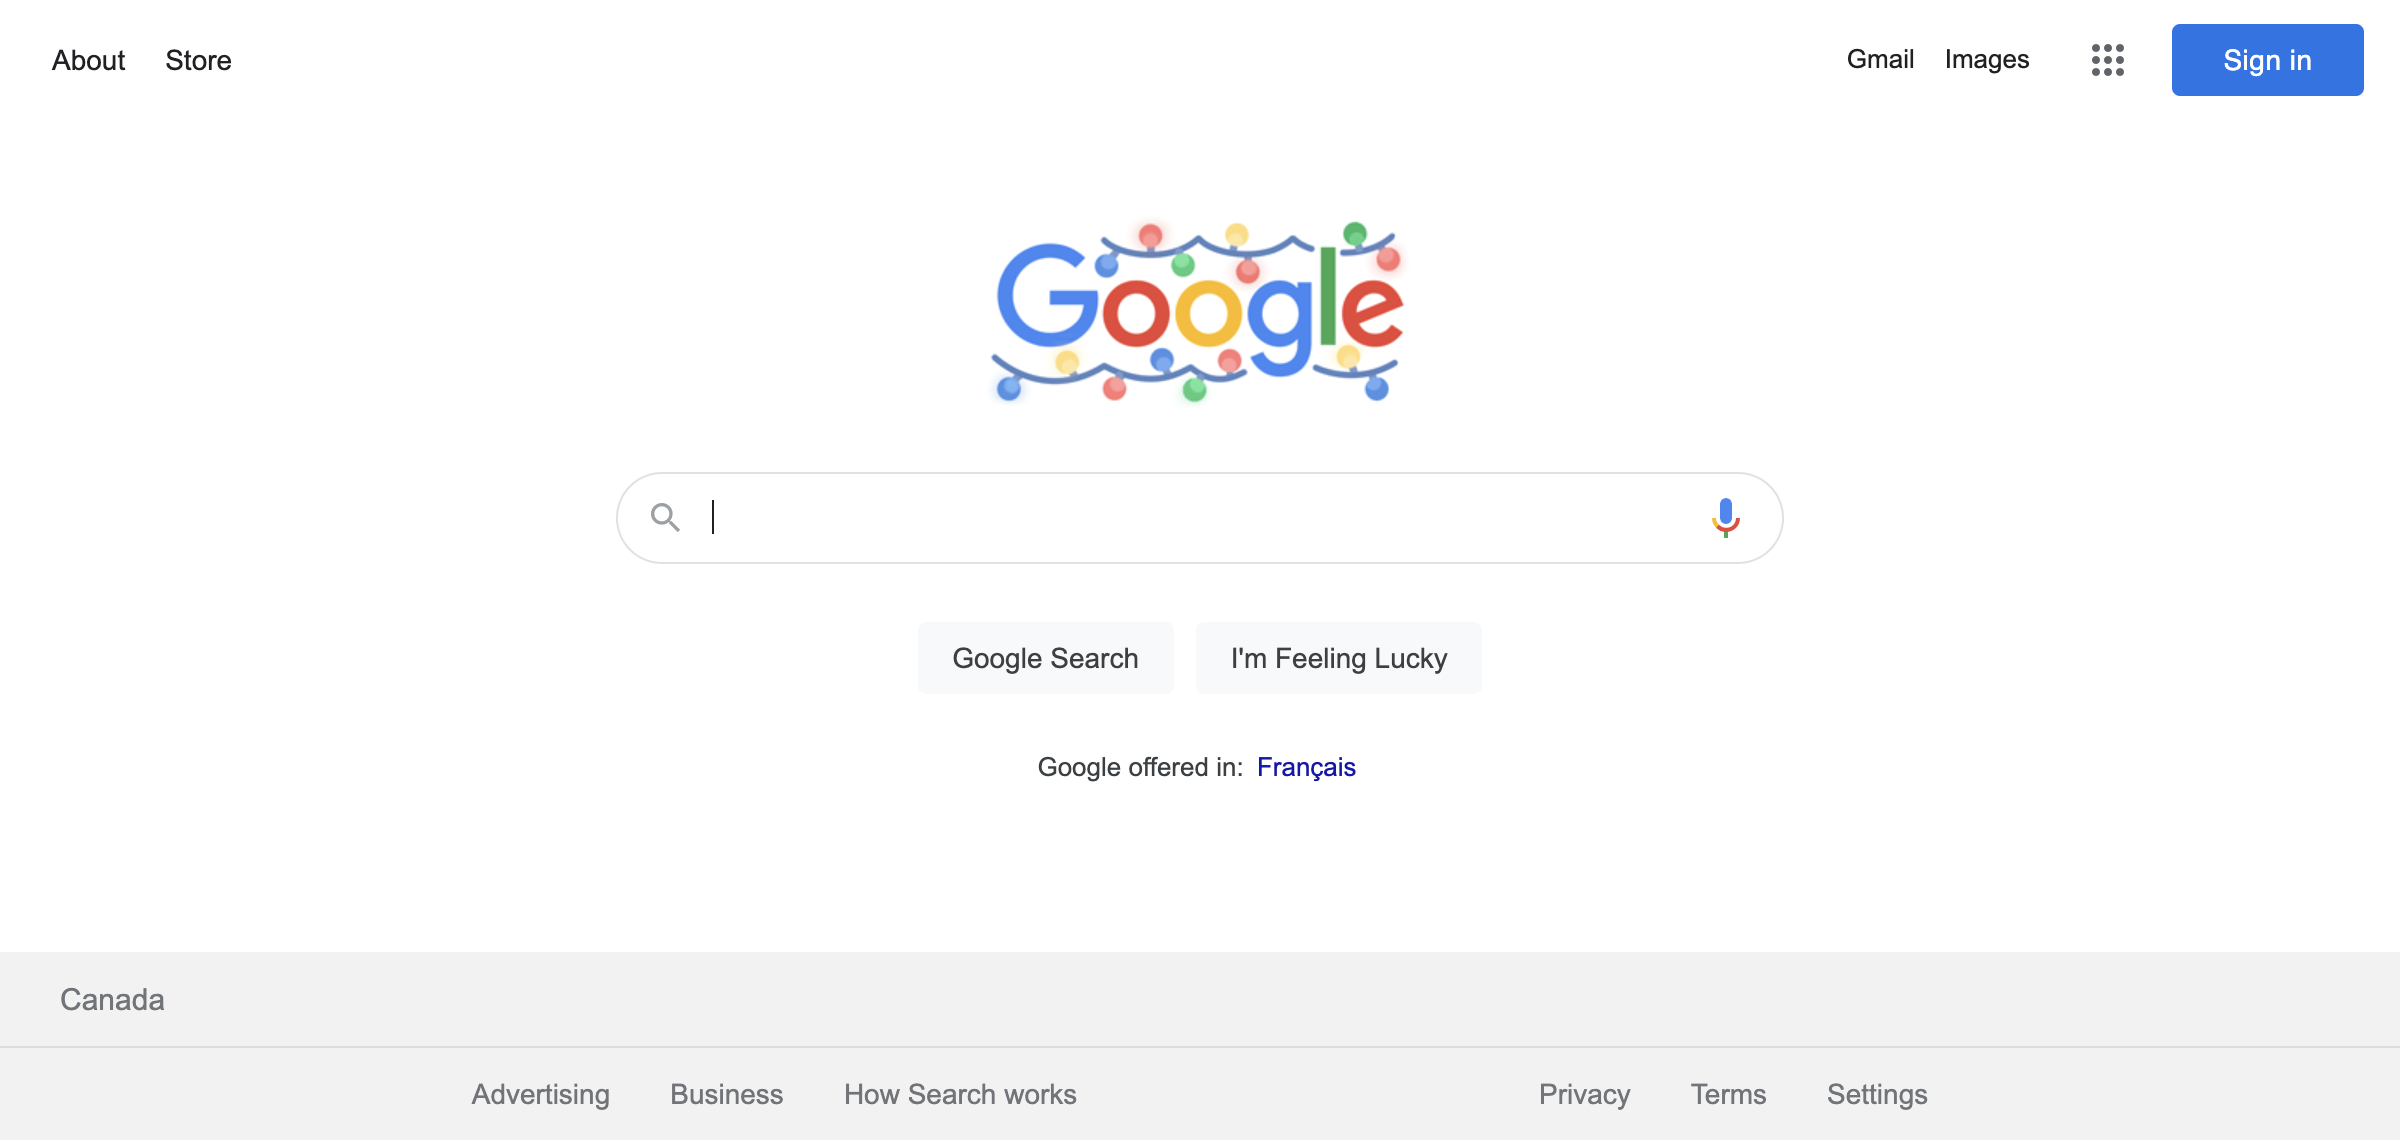 About Store Gmail Images Sign in
Google
Google Search I'm Feeling Lucky
Google offered in: Français
Canada
Advertising Business How Search works Privacy Terms Settings